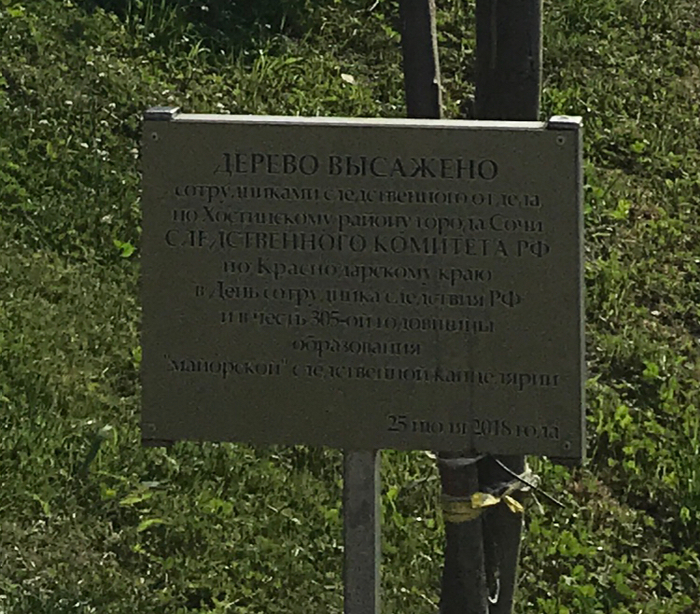 ДЕРЕВО ВЫСАЖЕНО
сотрудниками следственного отдела
по Хостинскому району города Сочи
СЛЕДСТВЕННОГО КОМИТЕТА РФ
по Краснодарскому краю
в День сотрудника следствия РФ
и в честь 305-ой годовщины
образования
"майорской" следственной канцелярии
25 июля 2018 года